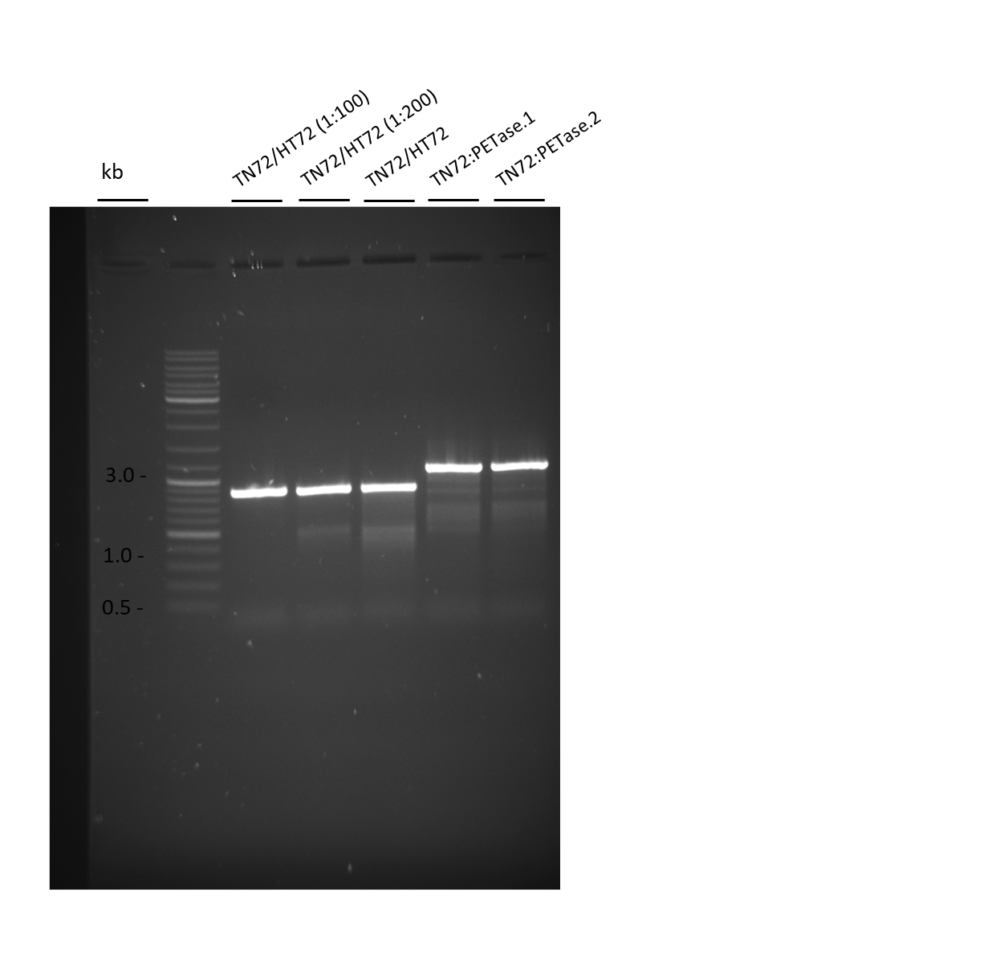 kb
TN72/HT72 (1:100)
TN72/HT72 (1:200)
TN72/HT72
TN72:PETase.1
TN72:PETase.2
3.0 -
1.0 -
0.5 -